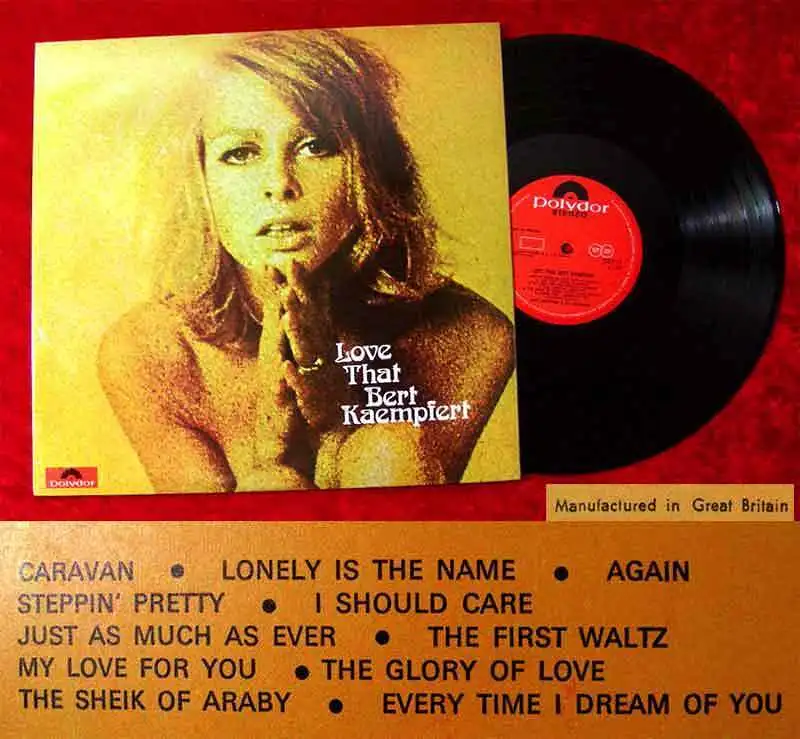 Love
That
Bert
Kaempfert
Polydor
polydor
STEREO
Manufactured in Great Britain
CARAVAN • LONELY IS THE NAME • AGAIN
STEPPIN' PRETTY • I SHOULD CARE
JUST AS MUCH AS EVER • THE FIRST WALTZ
MY LOVE FOR YOU • THE GLORY OF LOVE
THE SHEIK OF ARABY • EVERY TIME I DREAM OF YOU